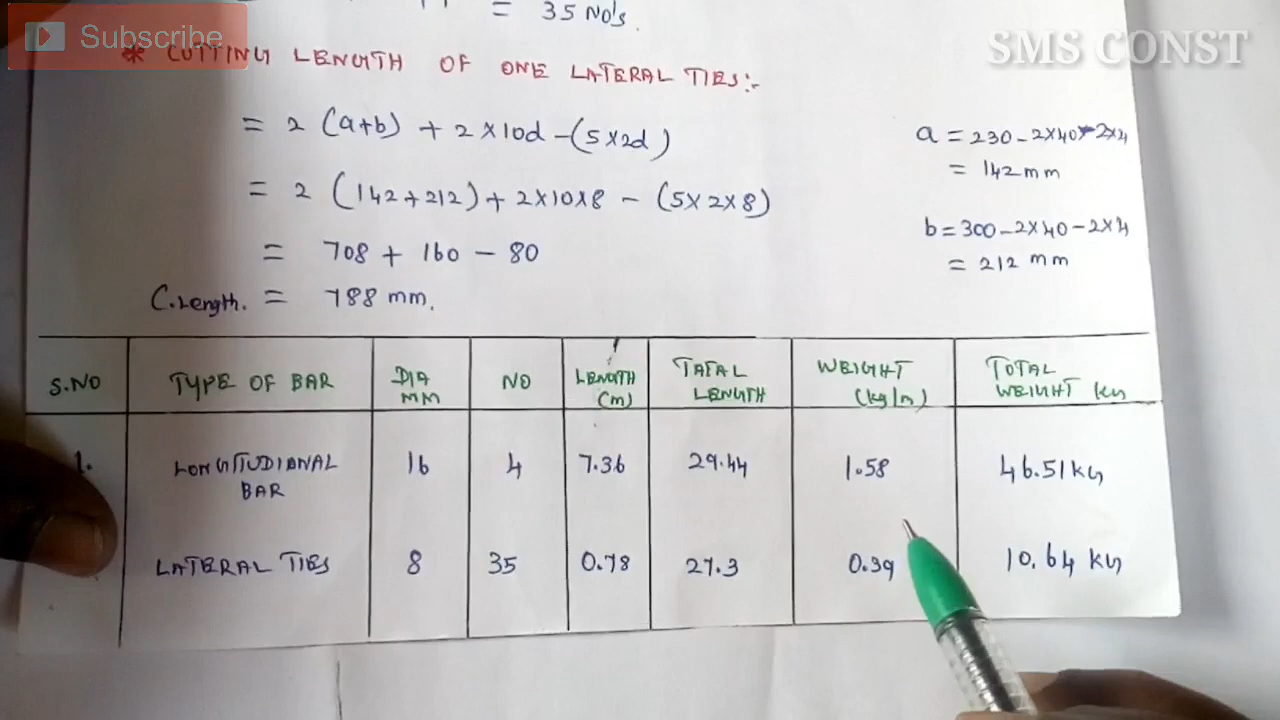 = 35 No's.
Subscribe
SMS CONST
* CUTTING LENGTH OF ONE LATERAL TIES:-
= 2 (a+b) + 2×10d - (5×2d)
a = 230 - 2×40 - 2×4
= 142 mm
= 2 (142+212) + 2×10×8 - (5×2×8)
b = 300 - 2×40 - 2×4
= 212 mm
= 708 + 160 - 80
C.Length. = 788 mm.
S.NO TYPE OF BAR DIA MM NO LENGTH (m) TATAL LENGTH WEIGHT (kg/m) TOTAL WEIGHT kg
1. LONGITUDIANAL BAR 16 4 7.36 29.44 1.58 46.51 kg
LATERAL TIES 8 35 0.78 27.3 0.39 10.64 kg